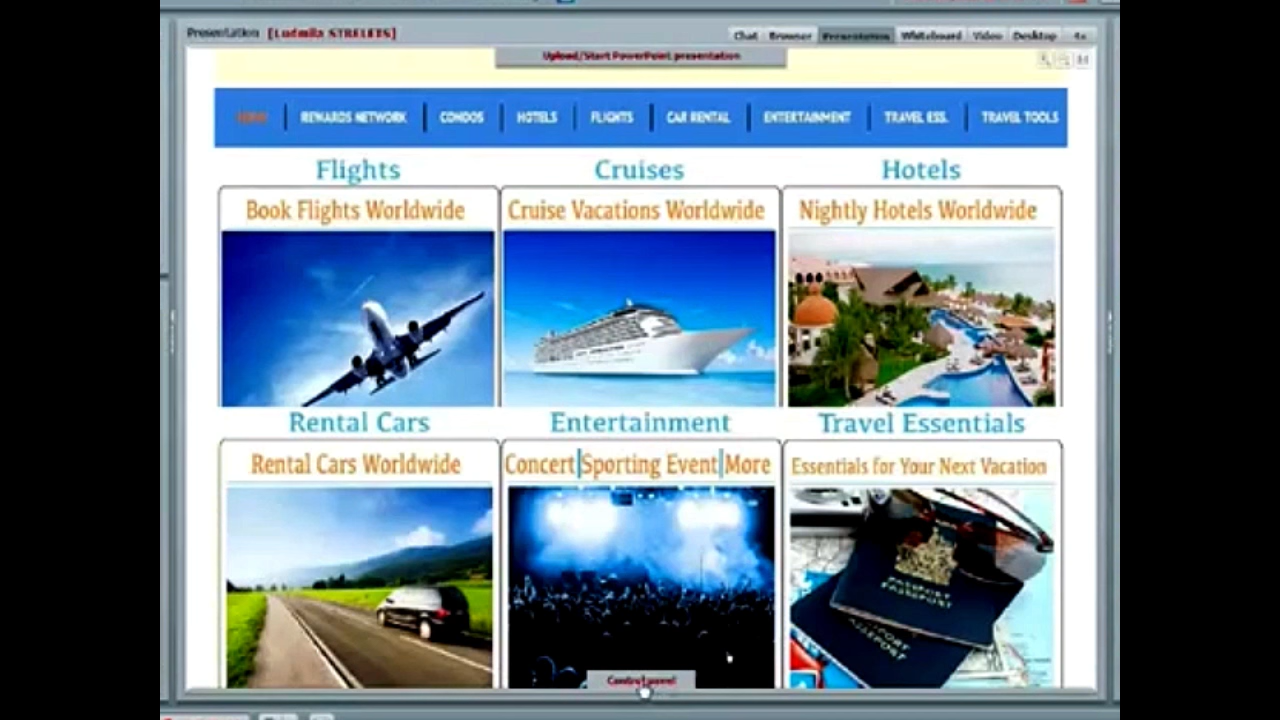 Presentation [Ludmila STRELETS]
Chat Browser Presentation Whiteboard Video Desktop
Upload/Start PowerPoint presentation
HOME REWARDS NETWORK CONDOS HOTELS FLIGHTS CAR RENTAL ENTERTAINMENT TRAVEL ESS. TRAVEL TOOLS
Flights Cruises Hotels
Book Flights Worldwide Cruise Vacations Worldwide Nightly Hotels Worldwide
Rental Cars Entertainment Travel Essentials
Rental Cars Worldwide Concert|Sporting Event|More Essentials for Your Next Vacation
PASSPORT
PASSEPORT
PASSPORT
PASSEPORT
Control panel